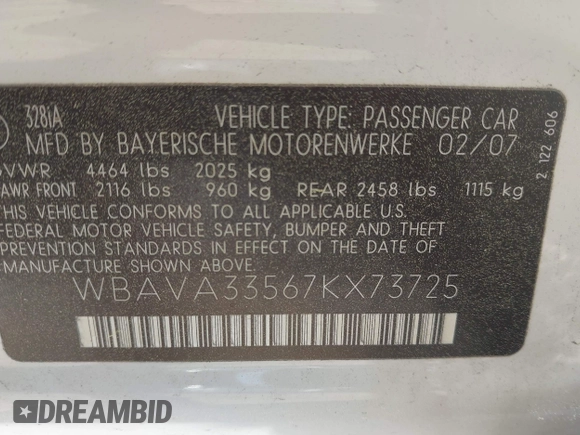 328iA
VEHICLE TYPE: PASSENGER CAR
MFD BY BAYERISCHE MOTORENWERKE 02/07
GVWR 4464 lbs 2025 kg
GAWR FRONT 2116 lbs 960 kg REAR 2458 lbs 1115 kg
THIS VEHICLE CONFORMS TO ALL APPLICABLE U.S.
FEDERAL MOTOR VEHICLE SAFETY, BUMPER AND THEFT
PREVENTION STANDARDS IN EFFECT ON THE DATE OF
MANUFACTURE SHOWN ABOVE.
WBAVA33567KX73725
2 122 606
DREAMBID